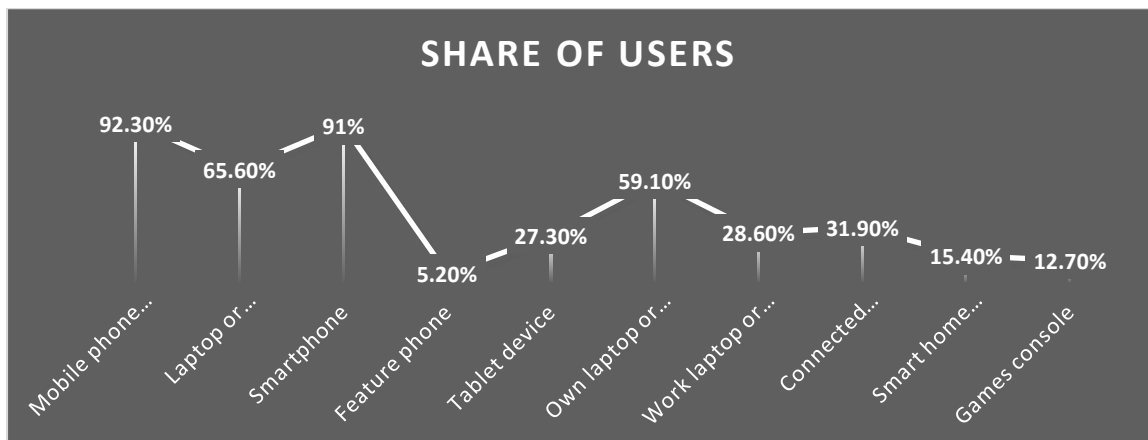 SHARE OF USERS
92.30%
65.60%
91%
5.20%
27.30%
59.10%
28.60%
31.90%
15.40%
12.70%
Mobile phone...
Laptop or...
Smartphone
Feature phone
Tablet device
Own laptop or...
Work laptop or...
Connected...
Smart home...
Games console